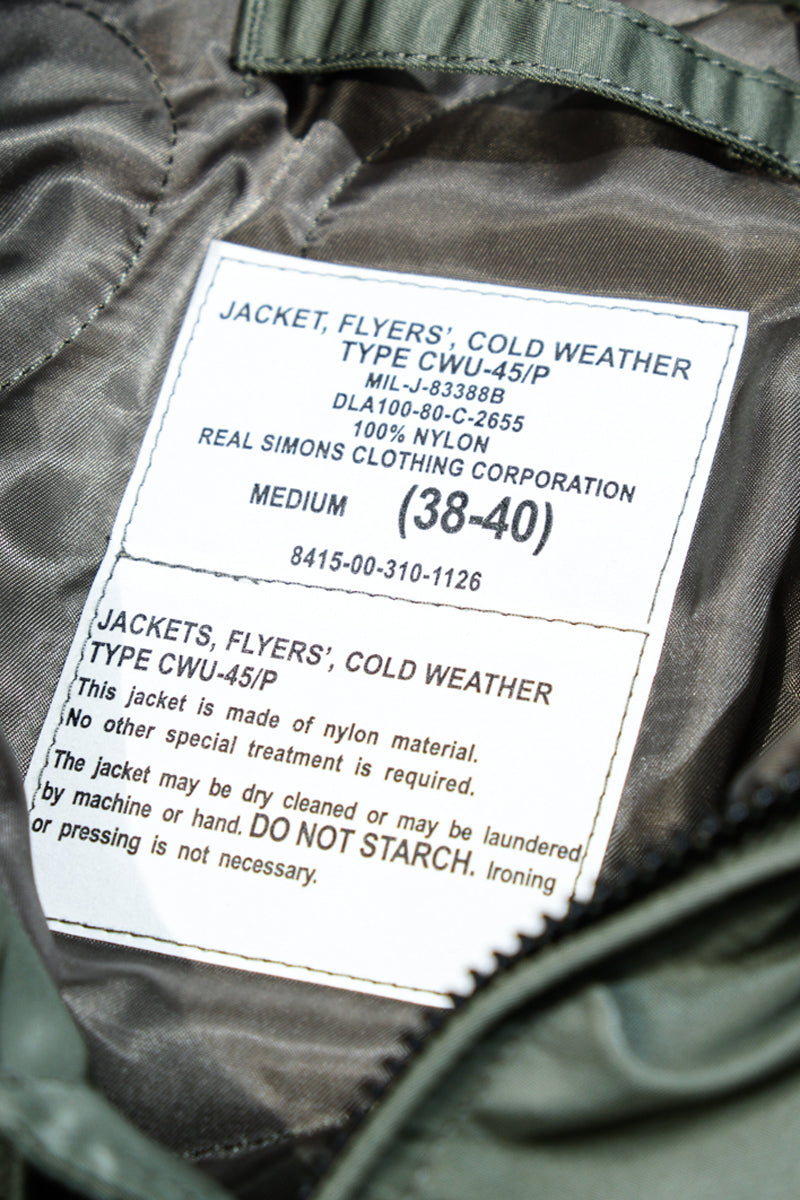 JACKET, FLYERS’, COLD WEATHER
TYPE CWU-45/P
MIL-J-83388B
DLA100-80-C-2655
100% NYLON
REAL SIMONS CLOTHING CORPORATION
MEDIUM (38-40)
8415-00-310-1126
JACKETS, FLYERS’, COLD WEATHER
TYPE CWU-45/P
This jacket is made of nylon material.
No other special treatment is required.
The jacket may be dry cleaned or may be laundered
by machine or hand. DO NOT STARCH. Ironing
or pressing is not necessary.